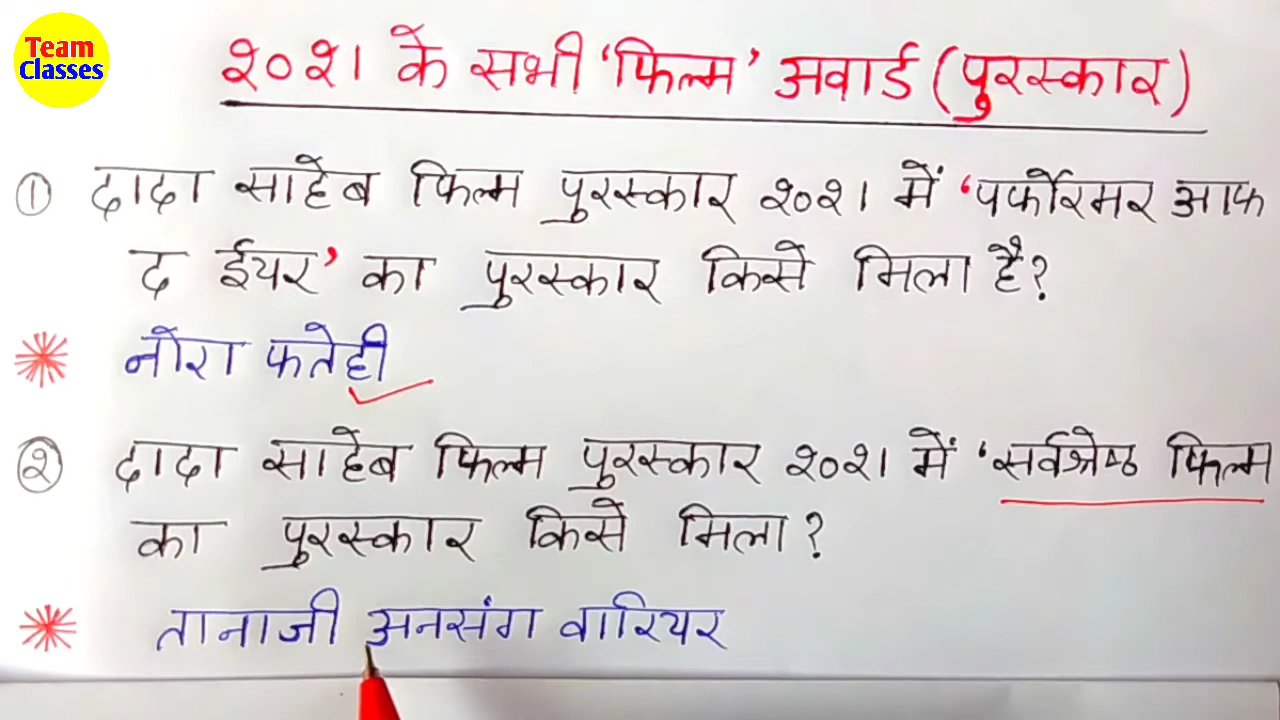 Team
Classes
२०२१ के सभी ‘फिल्म’ अवार्ड (पुरस्कार)
① दादा साहेब फिल्म पुरस्कार २०२१ में ‘पर्फोरमर आफ
द ईयर’ का पुरस्कार किसे मिला है?
नोरा फतेही
② दादा साहेब फिल्म पुरस्कार २०२१ में ‘सर्वश्रेष्ठ फिल्म
का पुरस्कार किसे मिला?
तानाजी अनसंग वारियर